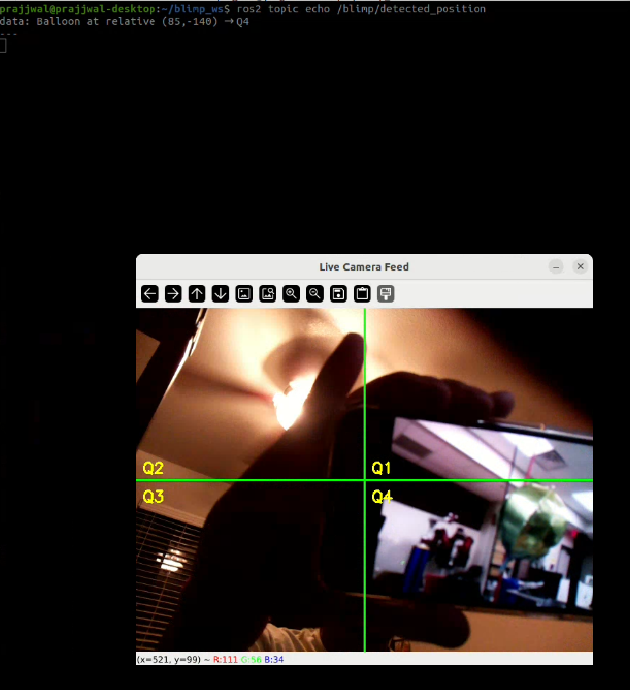 prajjwal@prajjwal-desktop:~/blimp_ws$ ros2 topic echo /blimp/detected_position
data: Balloon at relative (85,-140) → Q4
---
Live Camera Feed
Q2
Q1
Q3
Q4
(x=521, y=99) ~ R:111 G:56 B:34